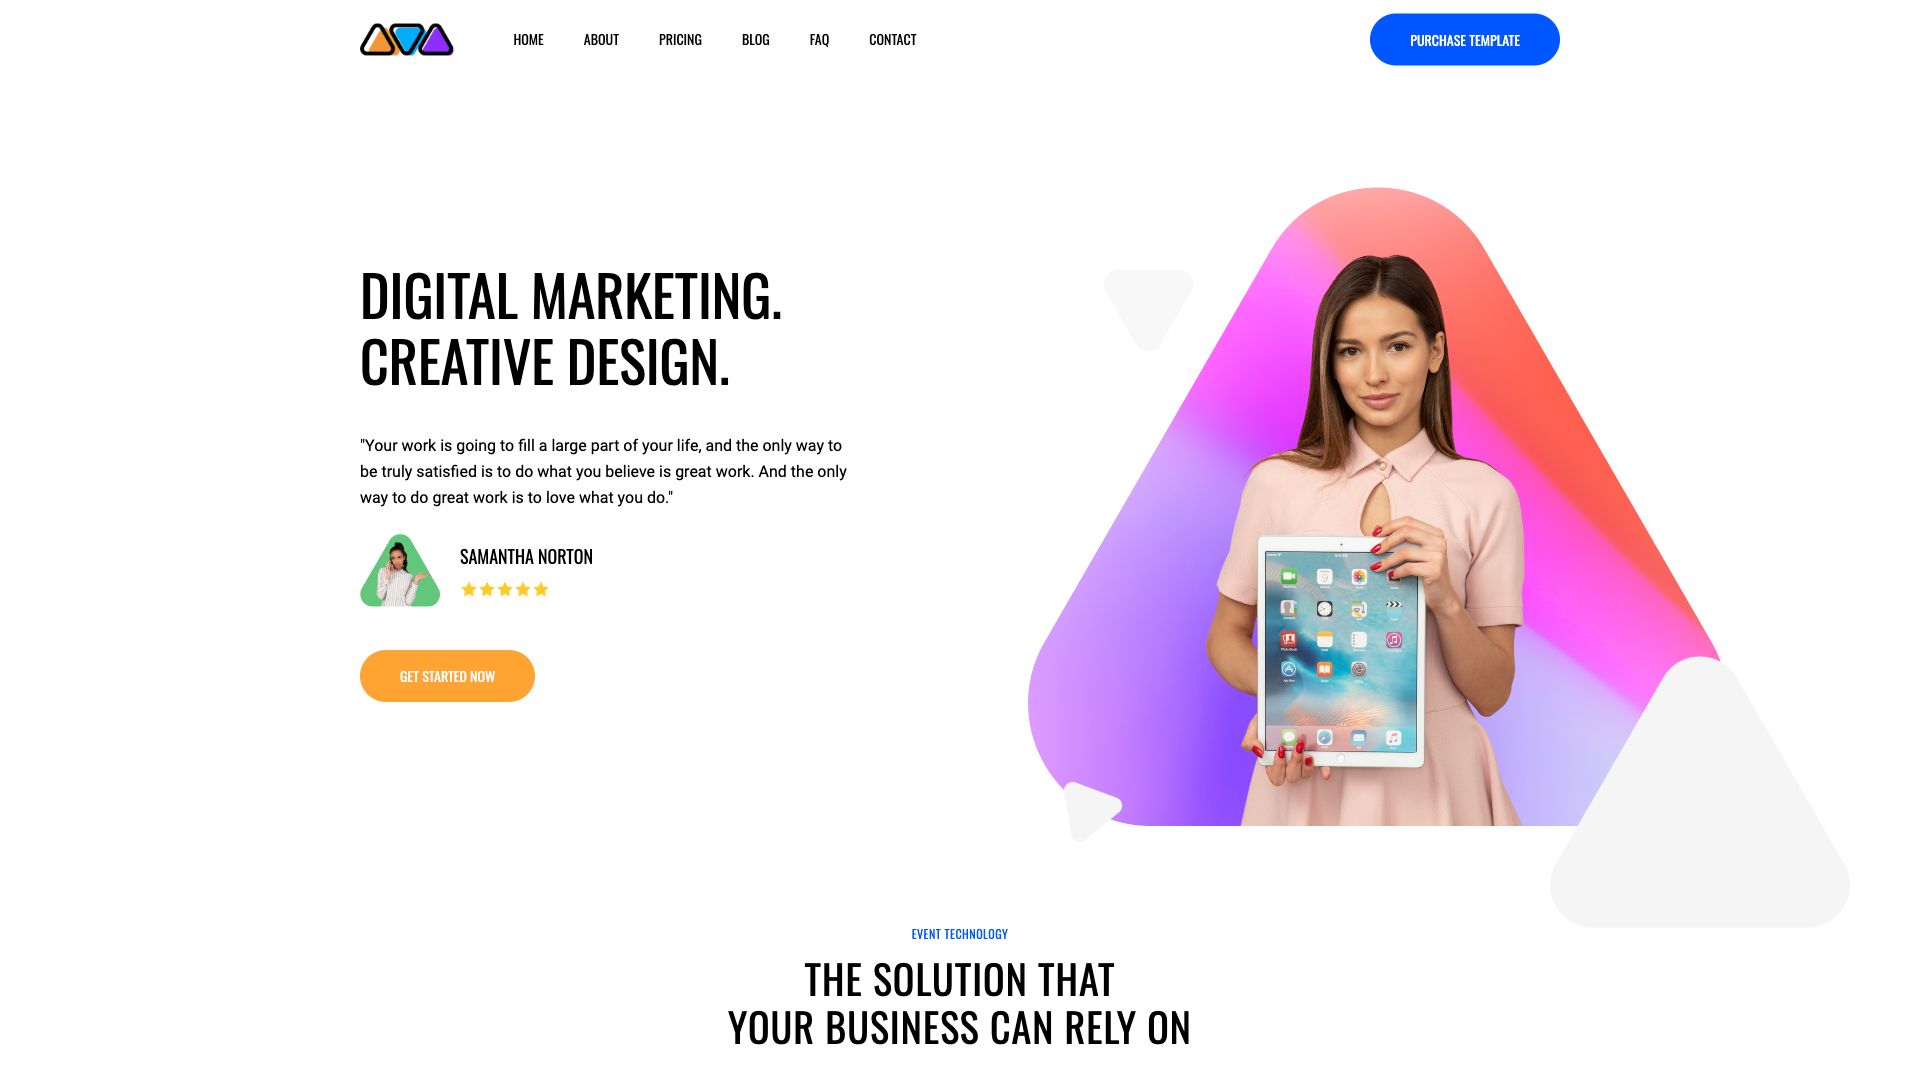 HOME
ABOUT
PRICING
BLOG
FAQ
CONTACT
PURCHASE TEMPLATE
DIGITAL MARKETING.
CREATIVE DESIGN.
"Your work is going to fill a large part of your life, and the only way to
be truly satisfied is to do what you believe is great work. And the only
way to do great work is to love what you do."
SAMANTHA NORTON
GET STARTED NOW
EVENT TECHNOLOGY
THE SOLUTION THAT
YOUR BUSINESS CAN RELY ON